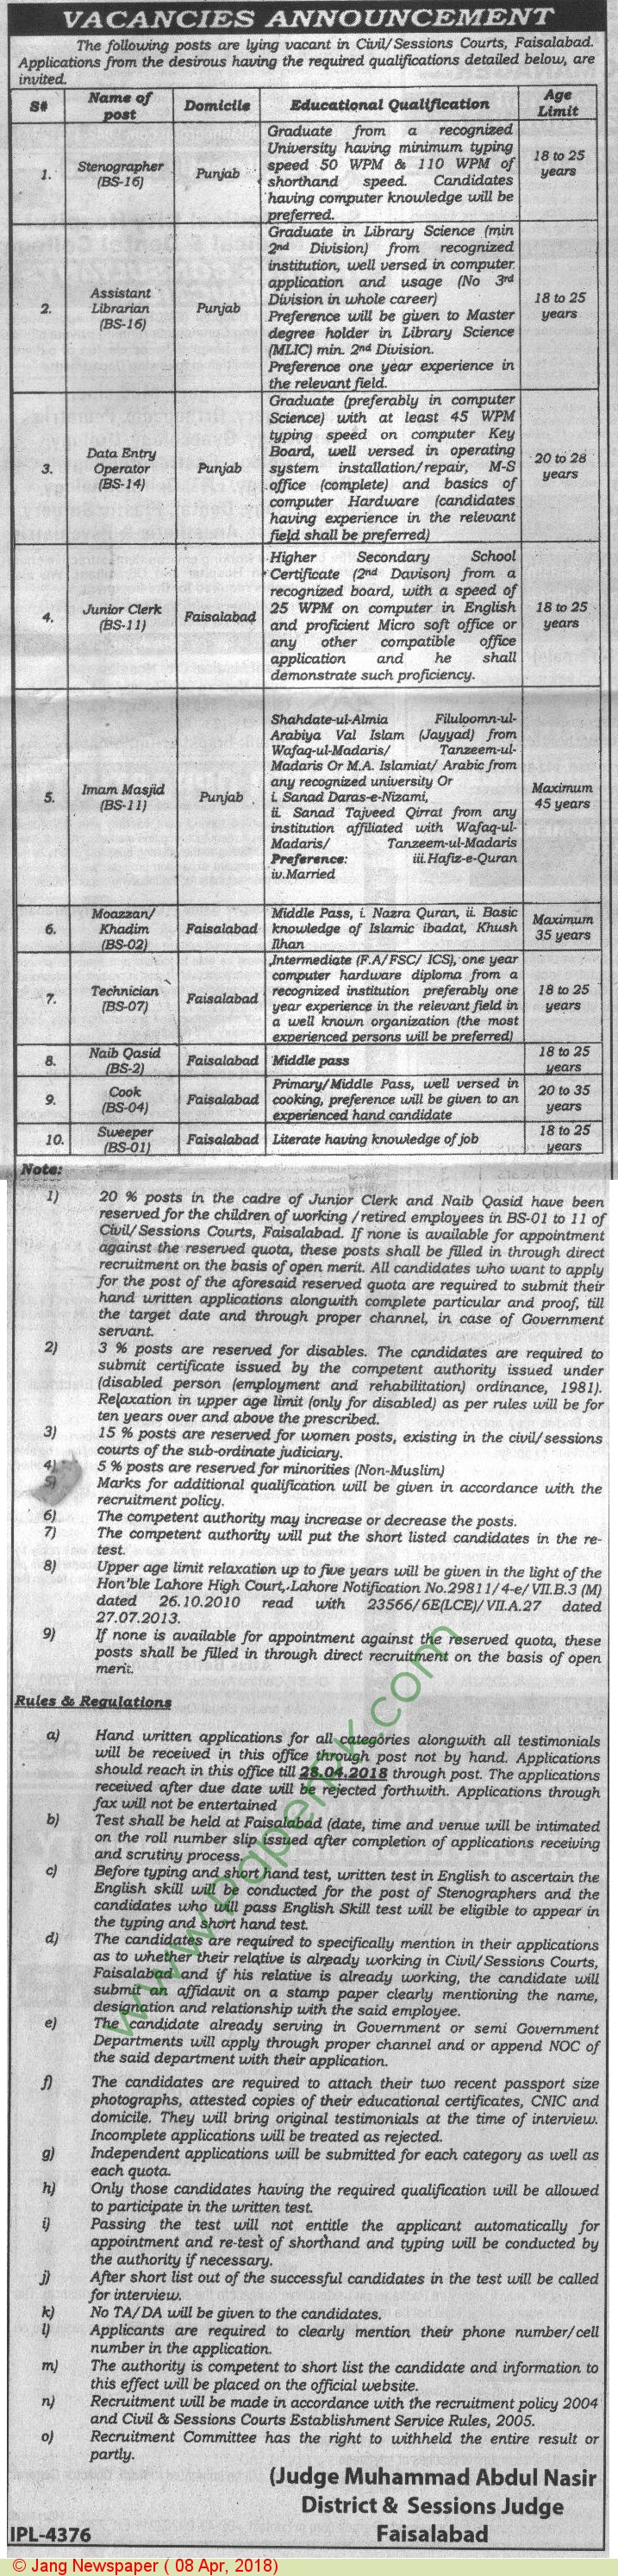 VACANCIES ANNOUNCEMENT
The following posts are lying vacant in Civil/Sessions Courts, Faisalabad.
Applications from the desirous having the required qualifications detailed below, are
invited.
S# Name of post Domicile Educational Qualification Age Limit
1. Stenographer (BS-16) Punjab
Graduate from a recognized
University having minimum typing
speed 50 WPM & 110 WPM of
shorthand speed. Candidates
having computer knowledge will be
preferred.
18 to 25
years
2. Assistant Librarian (BS-16) Punjab
Graduate in Library Science (min
2nd Division) from recognized
institution, well versed in computer
application and usage (No 3rd
Division in whole career)
Preference will be given to Master
degree holder in Library Science
(MLIC) min. 2nd Division.
Preference one year experience in
the relevant field.
18 to 25
years
3. Data Entry Operator (BS-14) Punjab
Graduate (preferably in computer
Science) with at least 45 WPM
typing speed on computer Key
Board, well versed in operating
system installation/repair, M-S
office (complete) and basics of
computer Hardware (candidates
having experience in the relevant
field shall be preferred)
20 to 28
years
4. Junior Clerk (BS-11) Faisalabad
Higher Secondary School
Certificate (2nd Davison) from a
recognized board, with a speed of
25 WPM on computer in English
and proficient Micro soft office or
any other compatible office
application and he shall
demonstrate such proficiency.
18 to 25
years
5. Imam Masjid (BS-11) Punjab
Shahdate-ul-Almia Filuloomn-ul-
Arabiya Val Islam (Jayyad) from
Wafaq-ul-Madaris/ Tanzeem-ul-
Madaris Or M.A. Islamiat/ Arabic from
any recognized university Or
i. Sanad Daras-e-Nizami,
ii. Sanad Tajveed Qirrat from any
institution affiliated with Wafaq-ul-
Madaris/ Tanzeem-ul-Madaris
Preference: iii.Hafiz-e-Quran
iv.Married
Maximum
45 years
6. Moazzan/ Khadim (BS-02) Faisalabad
Middle Pass, i. Nazra Quran, ii. Basic
knowledge of Islamic ibadat, Khush
Ilhan
Maximum
35 years
7. Technician (BS-07) Faisalabad
Intermediate (F.A/FSC/ ICS), one year
computer hardware diploma from a
recognized institution preferably one
year experience in the relevant field in
a well known organization (the most
experienced persons will be preferred)
18 to 25
years
8. Naib Qasid (BS-2) Faisalabad Middle pass
18 to 25
years
9. Cook (BS-04) Faisalabad
Primary/Middle Pass, well versed in
cooking, preference will be given to an
experienced hand candidate
20 to 35
years
10. Sweeper (BS-01) Faisalabad Literate having knowledge of job
18 to 25
years
Note:
1) 20 % posts in the cadre of Junior Clerk and Naib Qasid have been
reserved for the children of working /retired employees in BS-01 to 11 of
Civil/Sessions Courts, Faisalabad. If none is available for appointment
against the reserved quota, these posts shall be filled in through direct
recruitment on the basis of open merit. All candidates who want to apply
for the post of the aforesaid reserved quota are required to submit their
hand written applications alongwith complete particular and proof, till
the target date and through proper channel, in case of Government
servant.
2) 3 % posts are reserved for disables. The candidates are required to
submit certificate issued by the competent authority issued under
(disabled person (employment and rehabilitation) ordinance, 1981).
Relaxation in upper age limit (only for disabled) as per rules will be for
ten years over and above the prescribed.
3) 15 % posts are reserved for women posts, existing in the civil/sessions
courts of the sub-ordinate judiciary.
4) 5 % posts are reserved for minorities (Non-Muslim)
5) Marks for additional qualification will be given in accordance with the
recruitment policy.
6) The competent authority may increase or decrease the posts.
7) The competent authority will put the short listed candidates in the re-
test.
8) Upper age limit relaxation up to five years will be given in the light of the
Hon'ble Lahore High Court, Lahore Notification No.29811/4-e/VII.B.3 (M)
dated 26.10.2010 read with 23566/6E(LCE)/VII.A.27 dated
27.07.2013.
9) If none is available for appointment against the reserved quota, these
posts shall be filled in through direct recruitment on the basis of open
merit.
Rules & Regulations
a) Hand written applications for all categories alongwith all testimonials
will be received in this office through post not by hand. Applications
should reach in this office till 28.04.2018 through post. The applications
received after due date will be rejected forthwith. Applications through
fax will not be entertained
b) Test shall be held at Faisalabad (date, time and venue will be intimated
on the roll number slip issued after completion of applications receiving
and scrutiny process.
c) Before typing and short hand test, written test in English to ascertain the
English skill will be conducted for the post of Stenographers and the
candidates who will pass English Skill test will be eligible to appear in
the typing and short hand test.
d) The candidates are required to specifically mention in their applications
as to whether their relative is already working in Civil/Sessions Courts,
Faisalabad and if his relative is already working, the candidate will
submit an affidavit on a stamp paper clearly mentioning the name,
designation and relationship with the said employee.
e) The candidate already serving in Government or semi Government
Departments will apply through proper channel and or append NOC of
the said department with their application.
f) The candidates are required to attach their two recent passport size
photographs, attested copies of their educational certificates, CNIC and
domicile. They will bring original testimonials at the time of interview.
Incomplete applications will be treated as rejected.
g) Independent applications will be submitted for each category as well as
each quota.
h) Only those candidates having the required qualification will be allowed
to participate in the written test.
i) Passing the test will not entitle the applicant automatically for
appointment and re-test of shorthand and typing will be conducted by
the authority if necessary.
j) After short list out of the successful candidates in the test will be called
for interview.
k) No TA/DA will be given to the candidates.
l) Applicants are required to clearly mention their phone number/cell
number in the application.
m) The authority is competent to short list the candidate and information to
this effect will be placed on the official website.
n) Recruitment will be made in accordance with the recruitment policy 2004
and Civil & Sessions Courts Establishment Service Rules, 2005.
o) Recruitment Committee has the right to withheld the entire result or
partly.
(Judge Muhammad Abdul Nasir
District & Sessions Judge
Faisalabad
IPL-4376
www.paperpk.com
© Jang Newspaper ( 08 Apr, 2018)